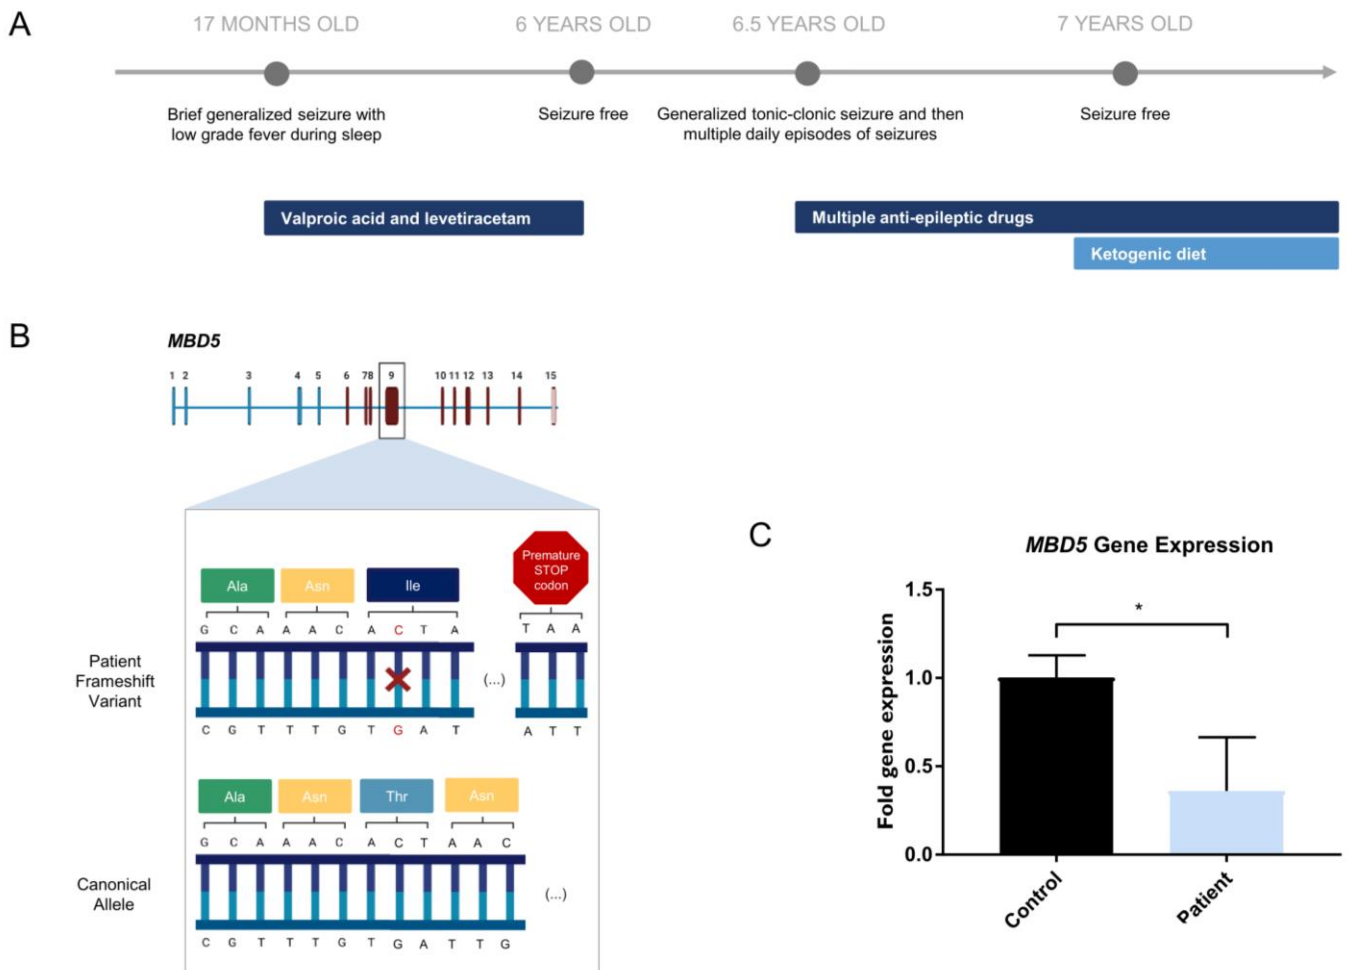 A
17 MONTHS OLD
6 YEARS OLD
6.5 YEARS OLD
7 YEARS OLD
Brief generalized seizure with
low grade fever during sleep
Seizure free
Generalized tonic-clonic seizure and then
multiple daily episodes of seizures
Seizure free
Valproic acid and levetiracetam
Multiple anti-epileptic drugs
Ketogenic diet
B
MBD5
1 2 3 4 5 6 7 8 9 10 11 12 13 14 15
Premature
STOP
codon
Ala Asn Ile
G C A A A C A C T A
T A A
Patient
Frameshift
Variant
(...)
C G T T T G T G A T
A T T
Ala Asn Thr Asn
G C A A A C A C T A A C
Canonical
Allele
(...)
C G T T T G T G A T T G
C
MBD5 Gene Expression
Fold gene expression
1.5
1.0
0.5
0.0
*
Control
Patient